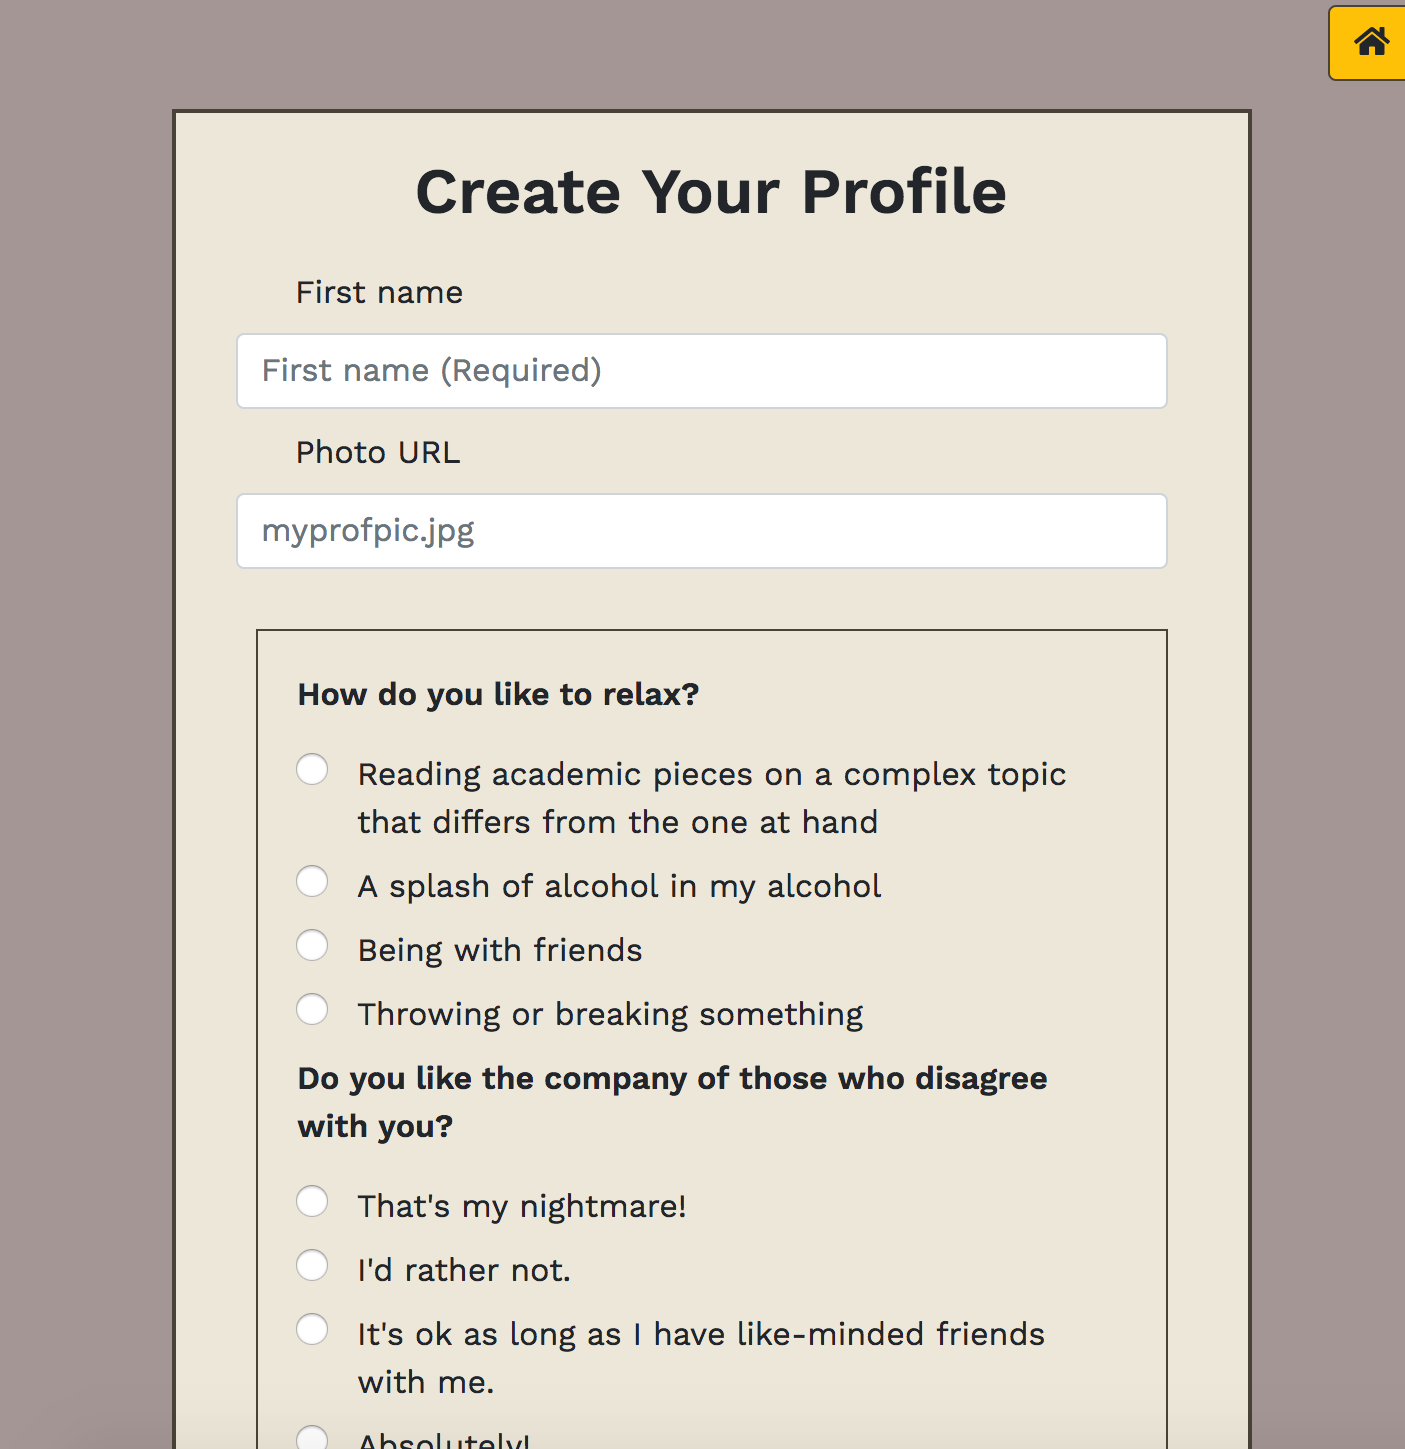 Create Your Profile
First name
First name (Required)
Photo URL
myprofpic.jpg
How do you like to relax?
Reading academic pieces on a complex topic
that differs from the one at hand
A splash of alcohol in my alcohol
Being with friends
Throwing or breaking something
Do you like the company of those who disagree
with you?
That's my nightmare!
I'd rather not.
It's ok as long as I have like-minded friends
with me.
Absolutely!